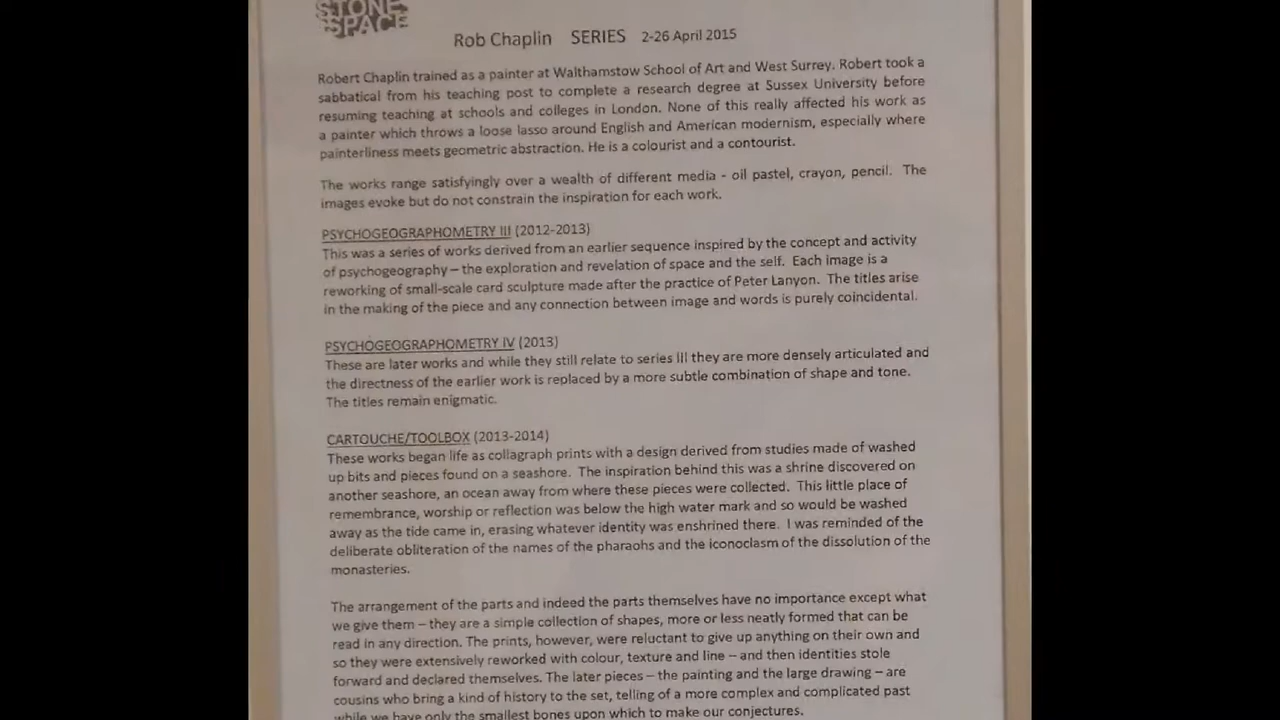 STONE
SPACE
Rob Chaplin SERIES 2-26 April 2015
Robert Chaplin trained as a painter at Walthamstow School of Art and West Surrey. Robert took a
sabbatical from his teaching post to complete a research degree at Sussex University before
resuming teaching at schools and colleges in London. None of this really affected his work as
a painter which throws a loose lasso around English and American modernism, especially where
painterliness meets geometric abstraction. He is a colourist and a contourist.
The works range satisfyingly over a wealth of different media - oil pastel, crayon, pencil. The
images evoke but do not constrain the inspiration for each work.
PSYCHOGEOGRAPHOMETRY III (2012-2013)
This was a series of works derived from an earlier sequence inspired by the concept and activity
of psychogeography – the exploration and revelation of space and the self. Each image is a
reworking of small-scale card sculpture made after the practice of Peter Lanyon. The titles arise
in the making of the piece and any connection between image and words is purely coincidental.
PSYCHOGEOGRAPHOMETRY IV (2013)
These are later works and while they still relate to series III they are more densely articulated and
the directness of the earlier work is replaced by a more subtle combination of shape and tone.
The titles remain enigmatic.
CARTOUCHE/TOOLBOX (2013-2014)
These works began life as collagraph prints with a design derived from studies made of washed
up bits and pieces found on a seashore. The inspiration behind this was a shrine discovered on
another seashore, an ocean away from where these pieces were collected. This little place of
remembrance, worship or reflection was below the high water mark and so would be washed
away as the tide came in, erasing whatever identity was enshrined there. I was reminded of the
deliberate obliteration of the names of the pharaohs and the iconoclasm of the dissolution of the
monasteries.
The arrangement of the parts and indeed the parts themselves have no importance except what
we give them – they are a simple collection of shapes, more or less neatly formed that can be
read in any direction. The prints, however, were reluctant to give up anything on their own and
so they were extensively reworked with colour, texture and line – and then identities stole
forward and declared themselves. The later pieces – the painting and the large drawing – are
cousins who bring a kind of history to the set, telling of a more complex and complicated past
while we have only the smallest bones upon which to make our conjectures.